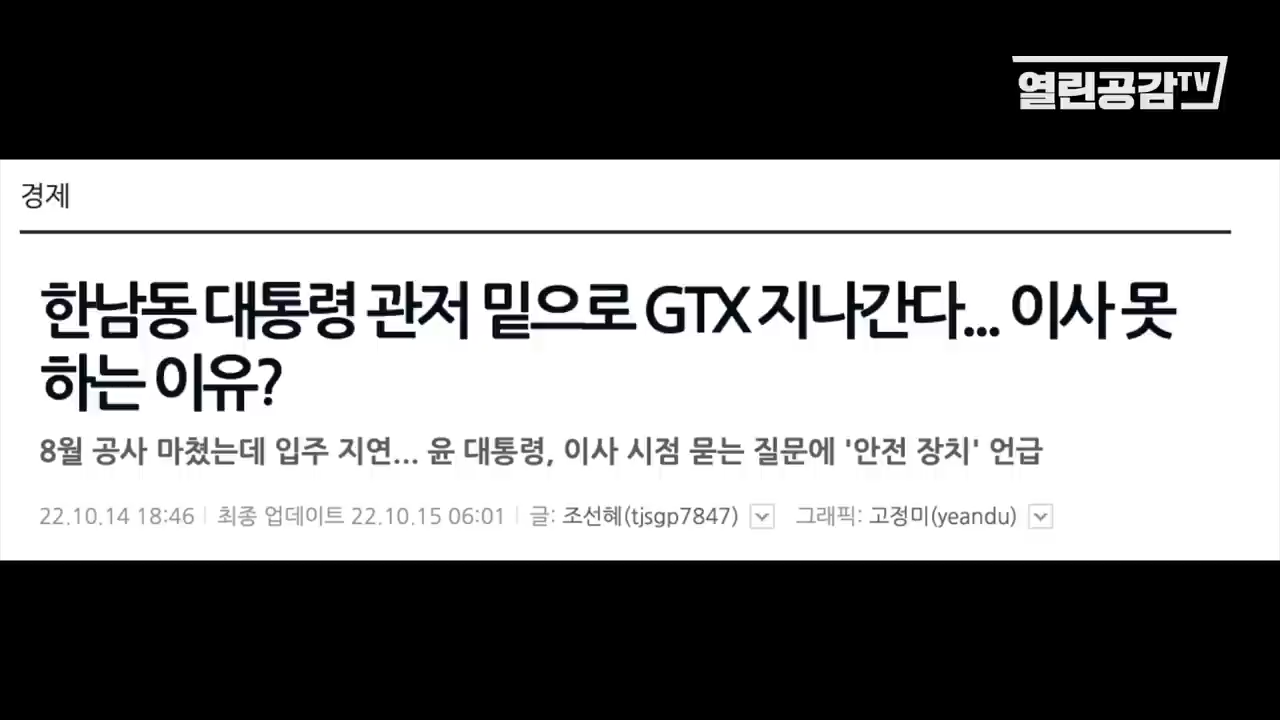 열린공감TV
경제
한남동 대통령 관저 밑으로 GTX 지나간다... 이사 못
하는 이유?
8월 공사 마쳤는데 입주 지연... 윤 대통령, 이사 시점 묻는 질문에 '안전 장치' 언급
22.10.14 18:46 | 최종 업데이트 22.10.15 06:01 | 글: 조선혜(tjsgp7847) 그래픽: 고정미(yeandu)